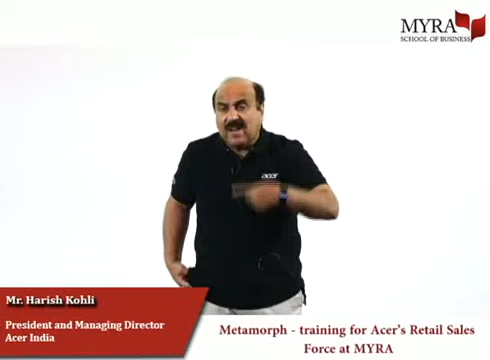 MYRA
SCHOOL OF BUSINESS
acer
Mr. Harish Kohli
President and Managing Director
Acer India
Metamorph - training for Acer's Retail Sales
Force at MYRA